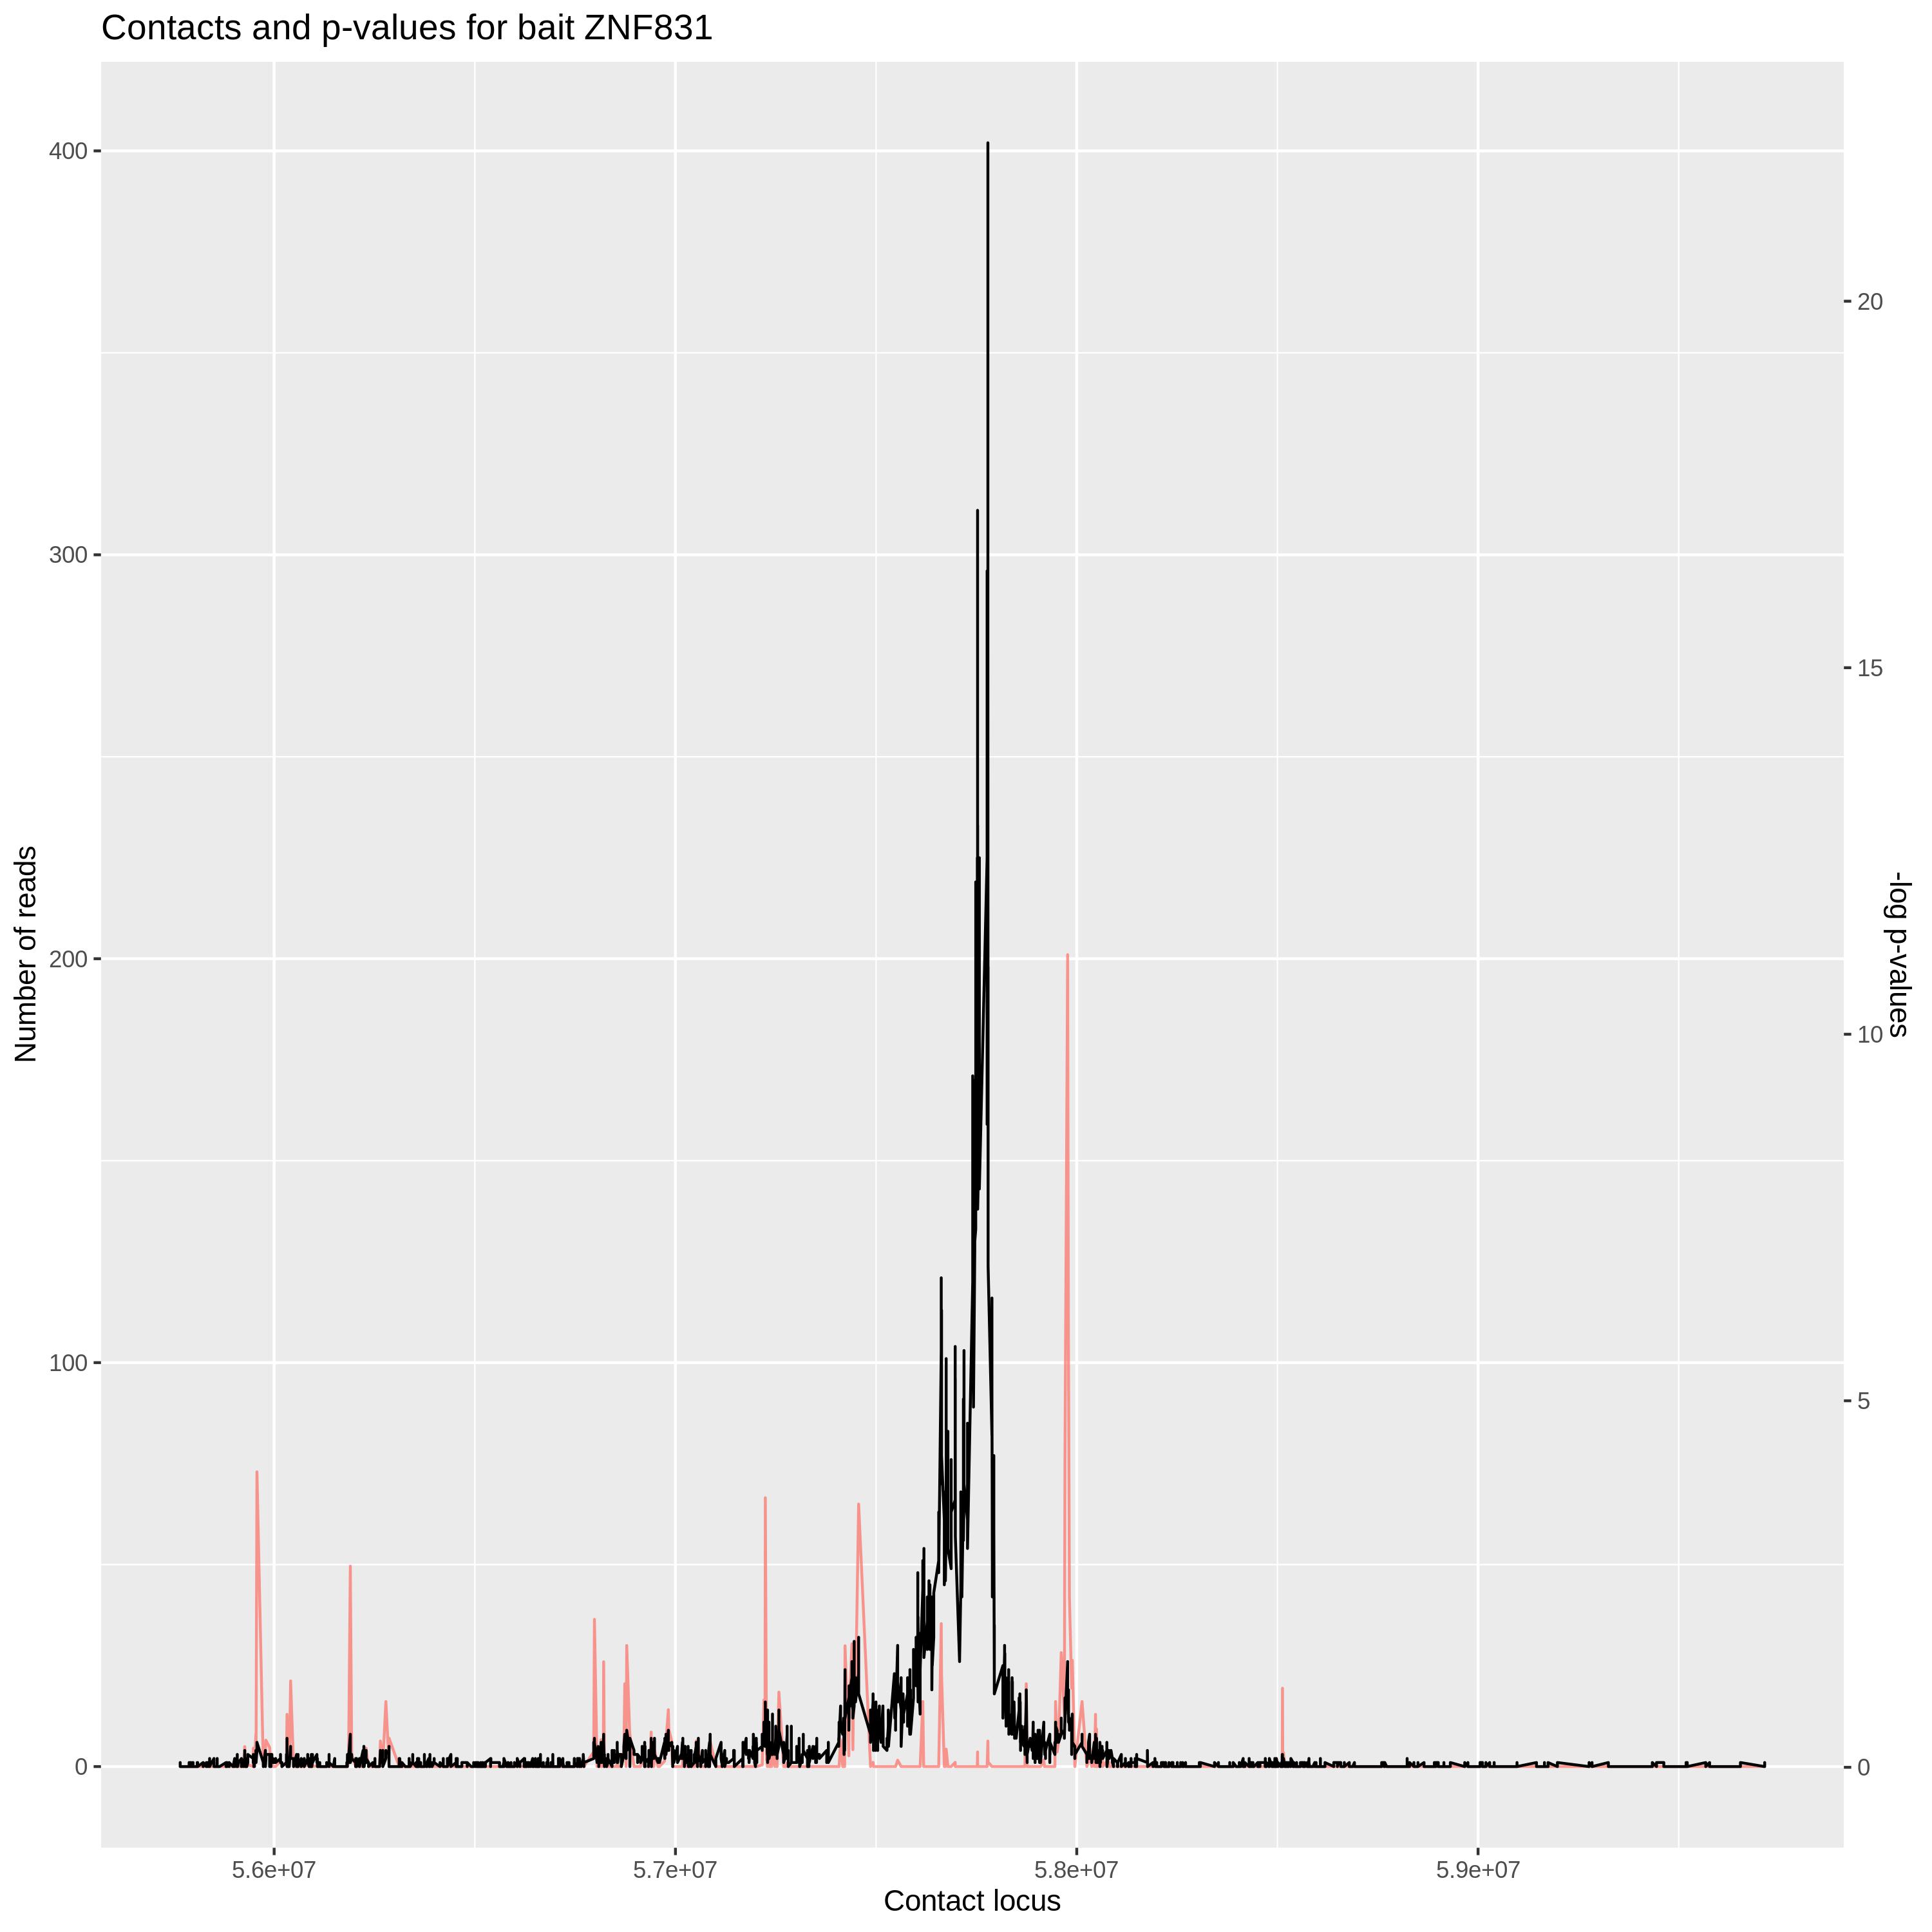 Contacts and p-values for bait ZNF831
400
300
200
100
0
Number of reads
20
15
10
5
0
-log p-values
5.6e+07
5.7e+07
5.8e+07
5.9e+07
Contact locus